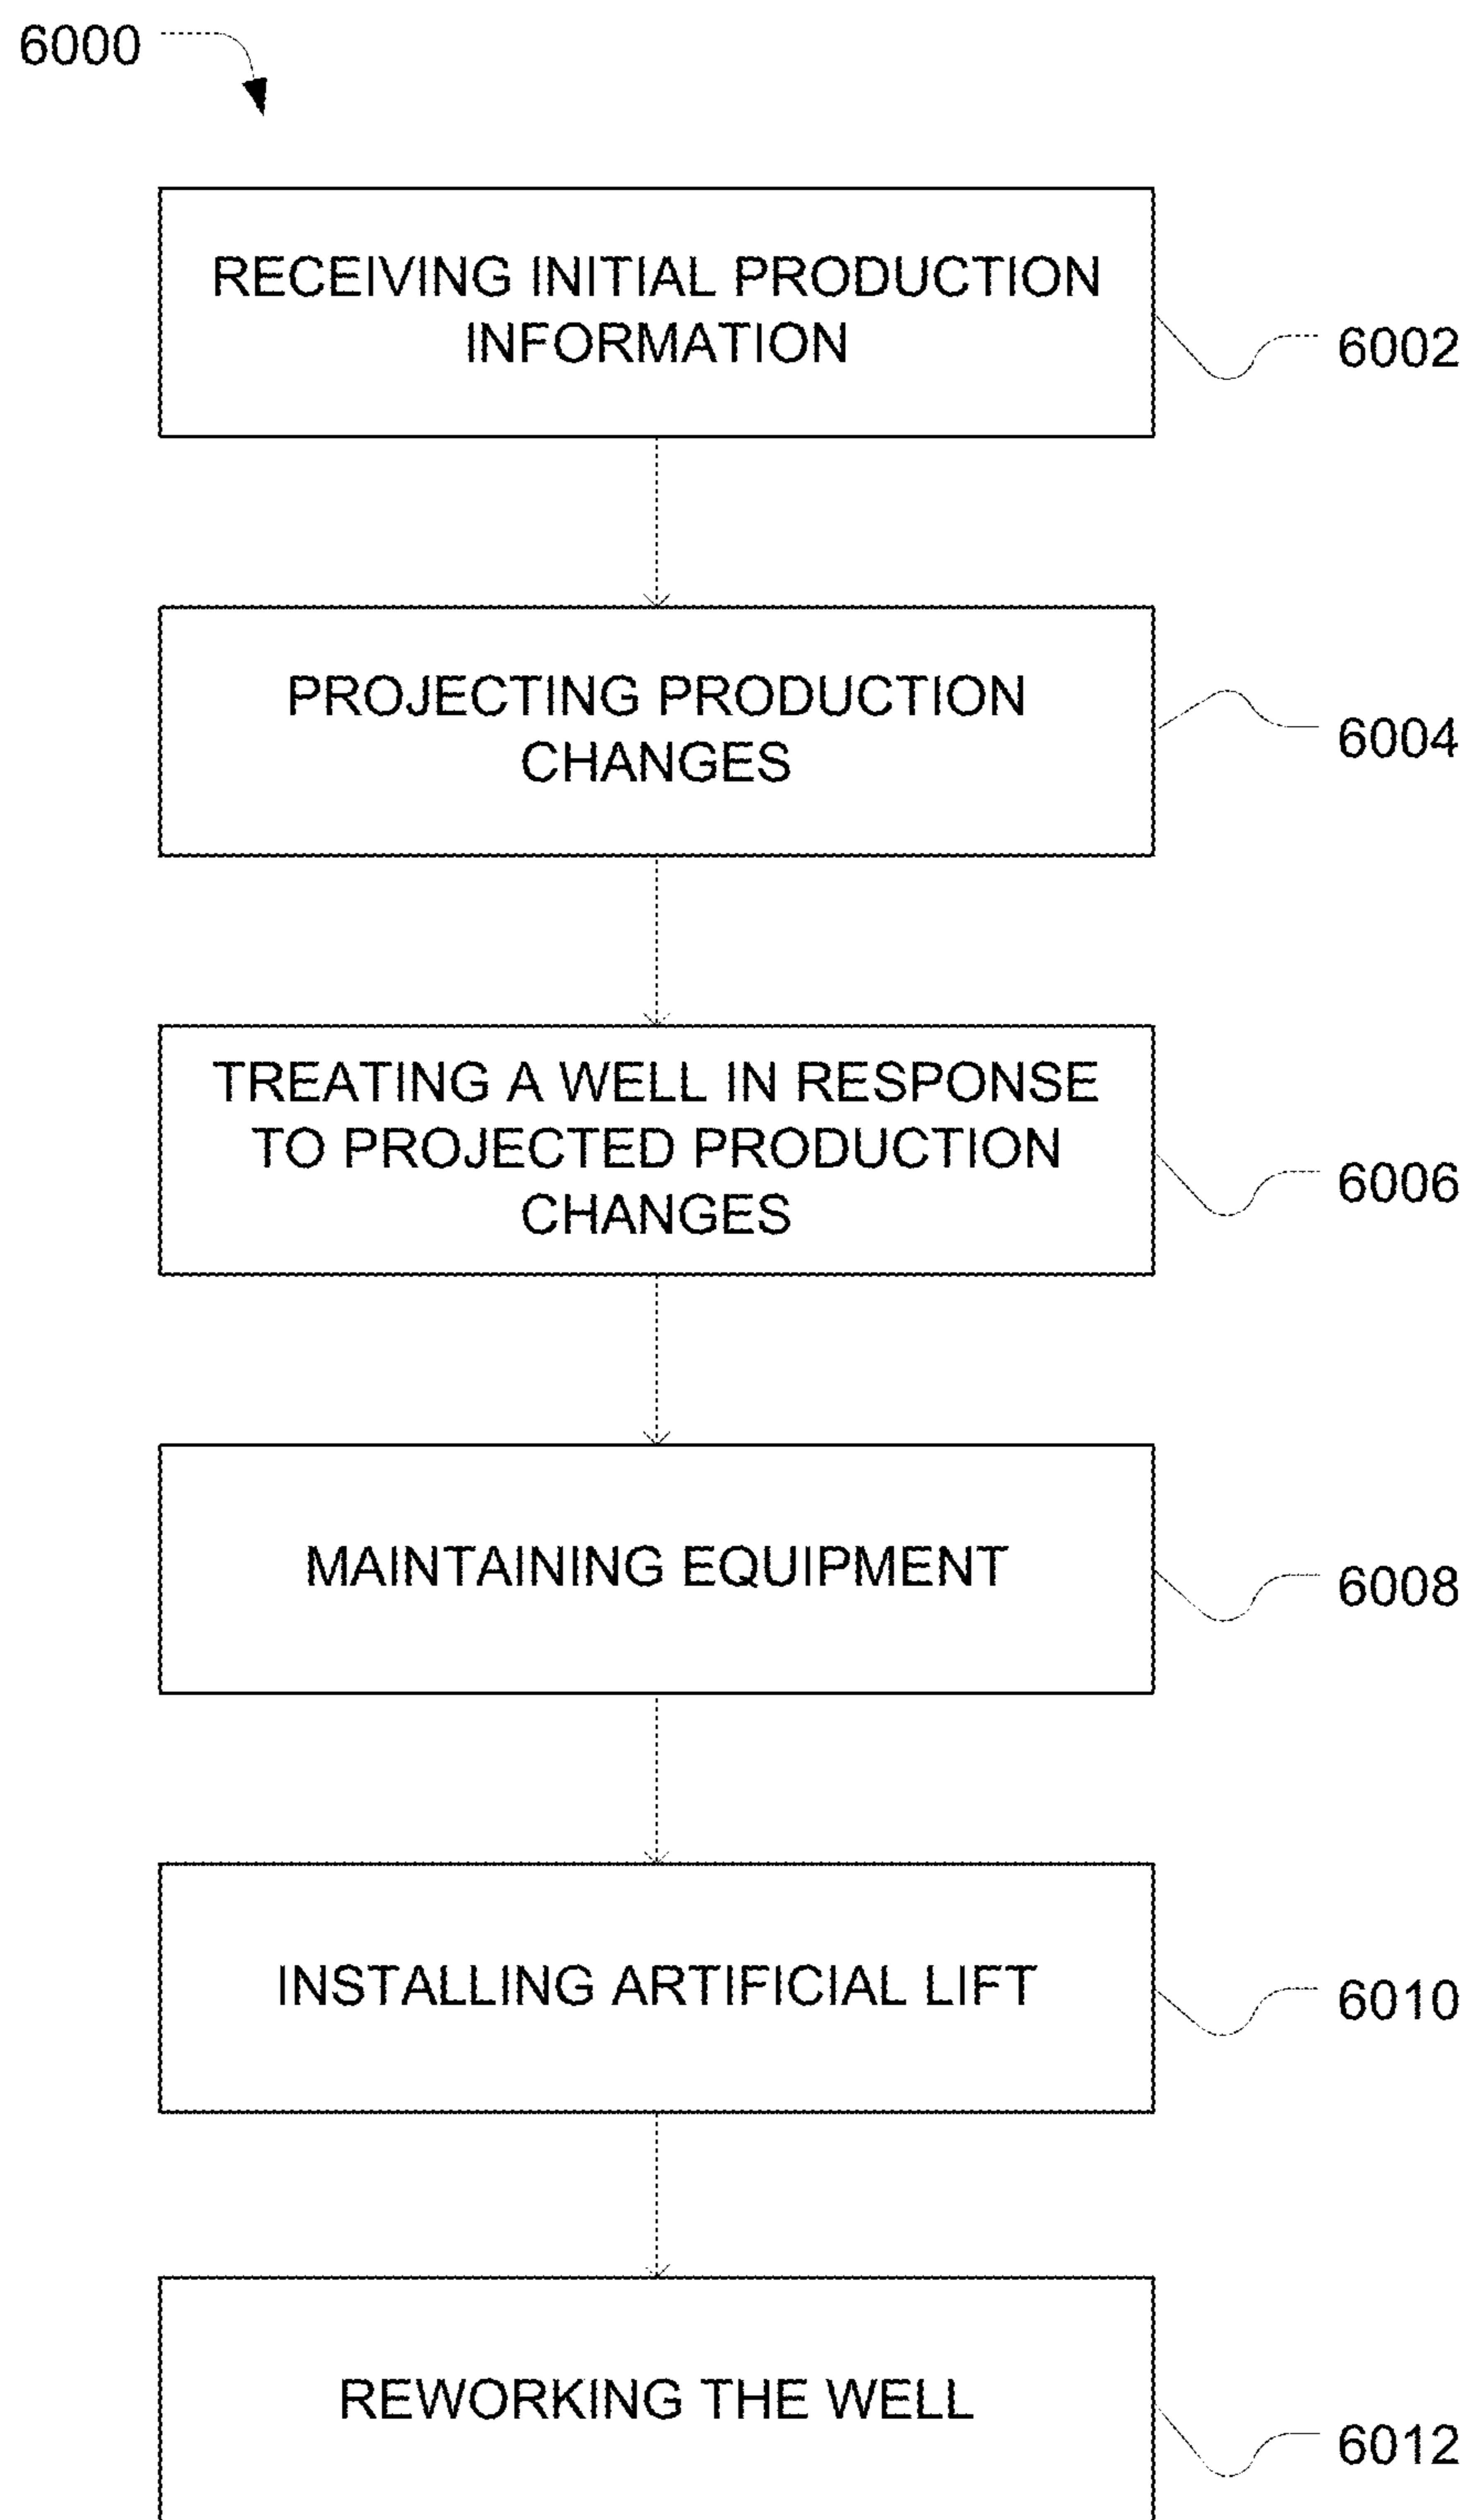 6000
RECEIVING INITIAL PRODUCTION
INFORMATION
6002
PROJECTING PRODUCTION
CHANGES
6004
TREATING A WELL IN RESPONSE
TO PROJECTED PRODUCTION
CHANGES
6006
MAINTAINING EQUIPMENT
6008
INSTALLING ARTIFICIAL LIFT
6010
REWORKING THE WELL
6012